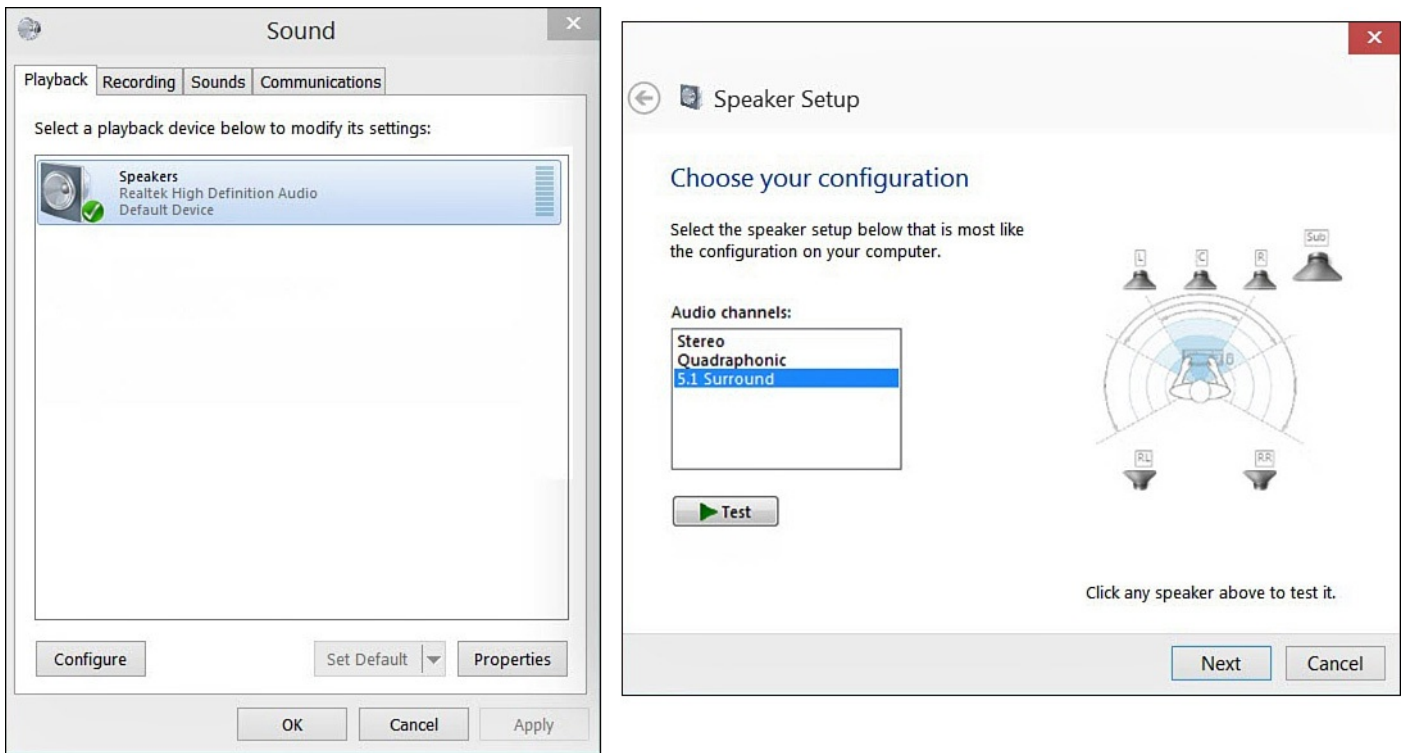 Sound
Playback Recording Sounds Communications
Select a playback device below to modify its settings:
Speakers
Realtek High Definition Audio
Default Device
Configure Set Default Properties
OK Cancel Apply
Speaker Setup
Choose your configuration
Select the speaker setup below that is most like
the configuration on your computer.
Audio channels:
Stereo
Quadraphonic
5.1 Surround
Test
Sub
L C R
RL RR
Click any speaker above to test it.
Next Cancel